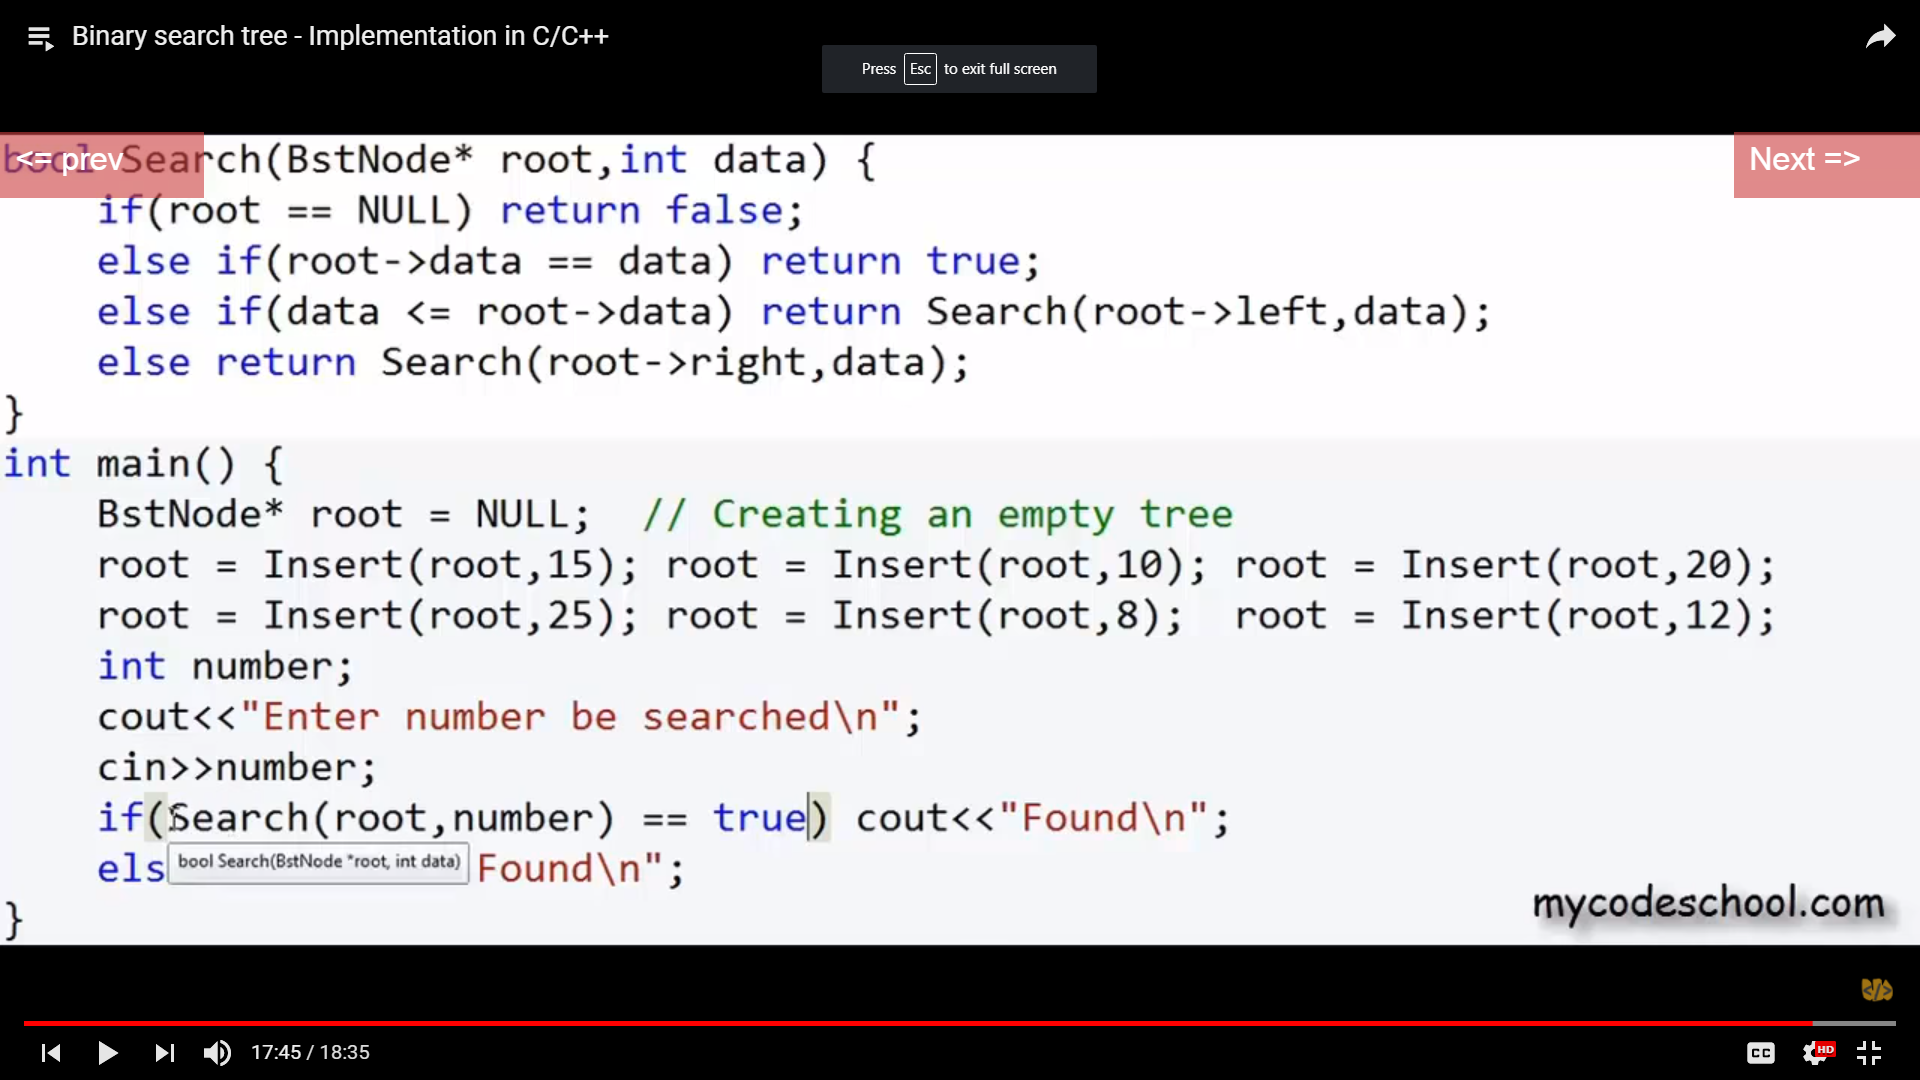 Binary search tree - Implementation in C/C++
Press Esc to exit full screen
<= prev
Next =>
bool Search(BstNode* root,int data) {
if(root == NULL) return false;
else if(root->data == data) return true;
else if(data <= root->data) return Search(root->left,data);
else return Search(root->right,data);
}
int main() {
BstNode* root = NULL; // Creating an empty tree
root = Insert(root,15); root = Insert(root,10); root = Insert(root,20);
root = Insert(root,25); root = Insert(root,8); root = Insert(root,12);
int number;
cout<<"Enter number be searched\n";
cin>>number;
if(Search(root,number) == true) cout<<"Found\n";
els
bool Search(BstNode *root, int data)
Found\n";
}
mycodeschool.com
</>
17:45 / 18:35
CC
HD